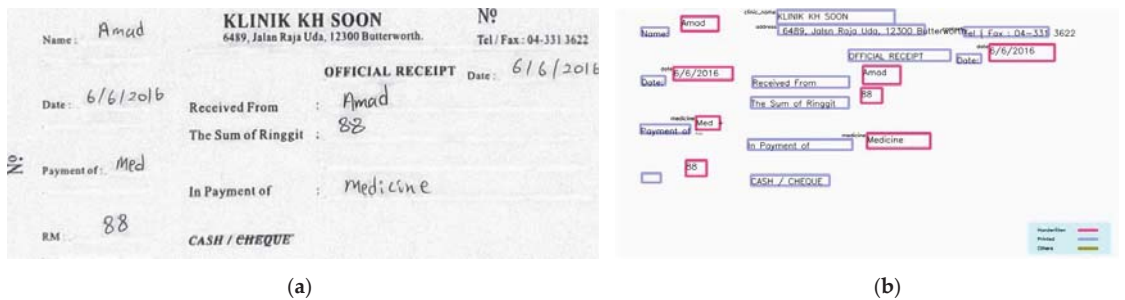 KLINIK KH SOON
Nº
Name : Amad
6489, Jalan Raja Uda, 12300 Butterworth.
Tel / Fax : 04-331 3622
OFFICIAL RECEIPT
Date : 6/6/2016
Date : 6/6/2016
Received From : Amad
The Sum of Ringgit : 88
Nº
Payment of : Med
In Payment of : Medicine
RM : 88
CASH / CHEQUE
(a)
clinic_name
KLINIK KH SOON
Name:
Amad
address
6489, Jalsn Raja Uda, 12300 Butterworth
Tel | Fax : 04-331 3622
OFFICIAL RECEIPT
Date:
date
6/6/2016
Date:
date
6/6/2016
Received From
Amad
The Sum of Ringgit
88
Payment of
medicine
Med
In Payment of
medicine
Medicine
88
CASH / CHEQUE
Handwritten
Printed
Others
(b)